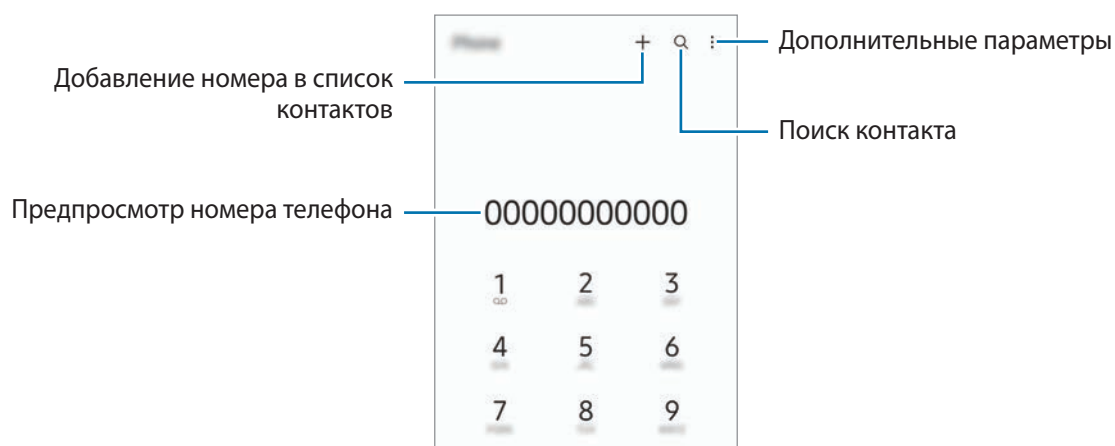 Дополнительные параметры
Добавление номера в список
контактов
Поиск контакта
Предпросмотр номера телефона
00000000000
1 2 3
4 5 6
7 8 9